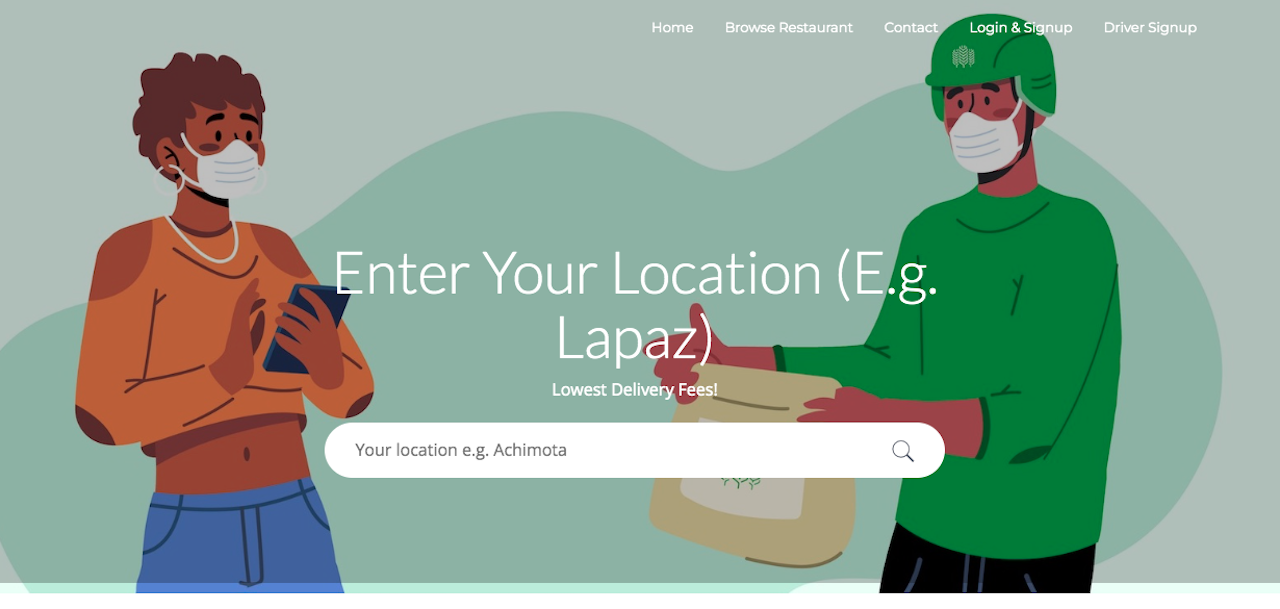 Home Browse Restaurant Contact Login & Signup Driver Signup
Enter Your Location (E.g.
Lapaz)
Lowest Delivery Fees!
Your location e.g. Achimota